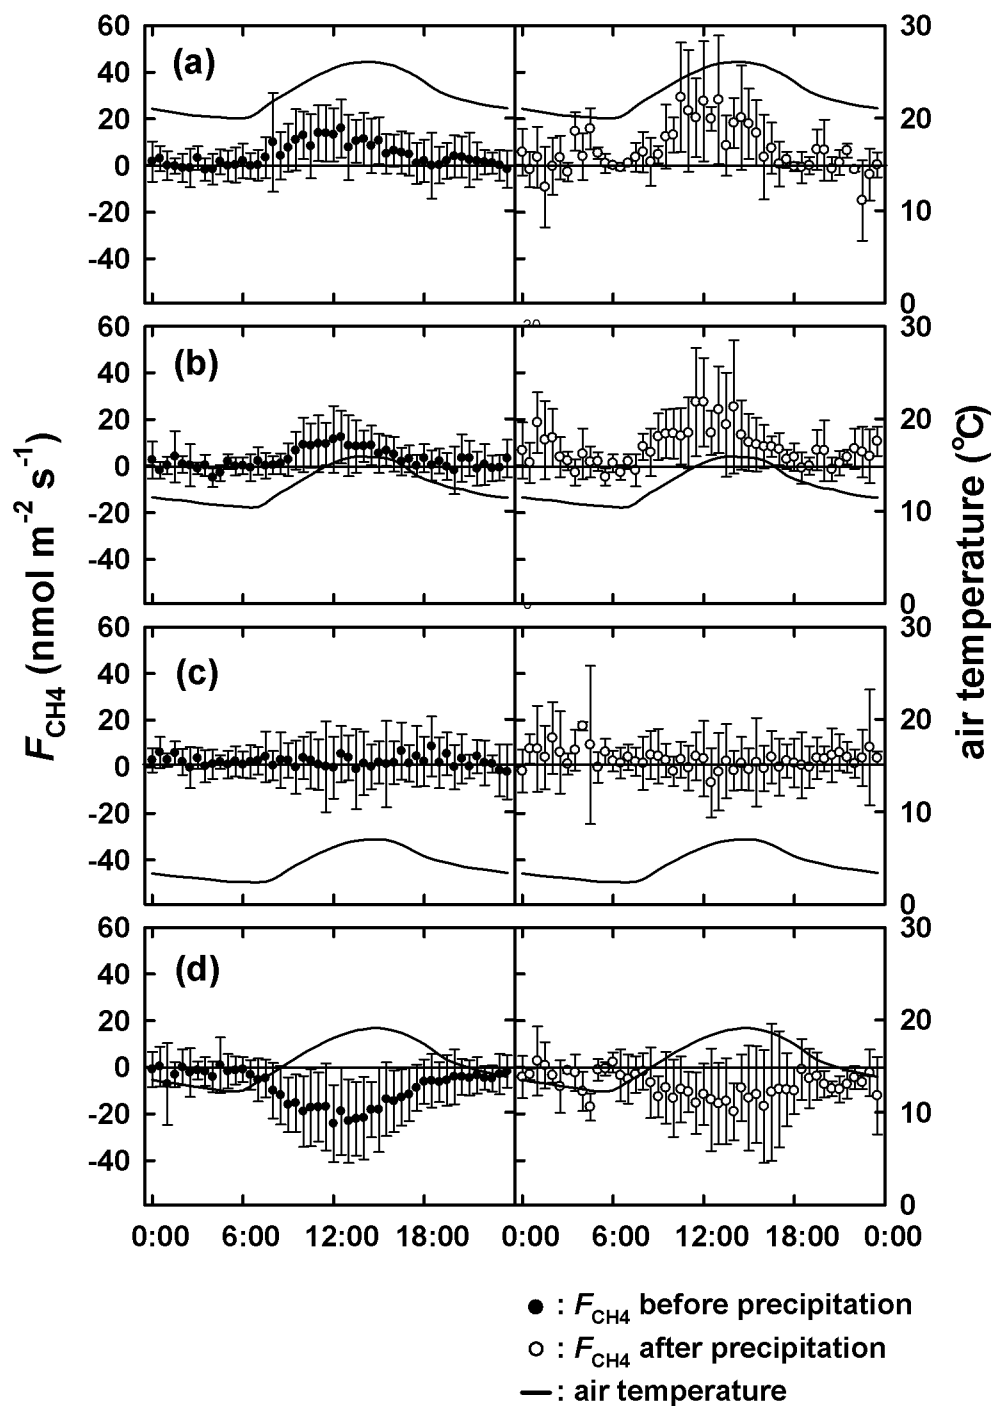 60 (a) 30
40
20 20
0
-20 10
-40
0
60 (b) 30
40
20 20
0
-20 10
-40
0
60 (c) 30
40
20 20
0
-20 10
-40
0
60 (d) 30
40
20 20
0
-20 10
-40
0
F_CH4 (nmol m⁻² s⁻¹)
air temperature (°C)
0:00 6:00 12:00 18:00 0:00 6:00 12:00 18:00 0:00
● : F_CH4 before precipitation
○ : F_CH4 after precipitation
— : air temperature